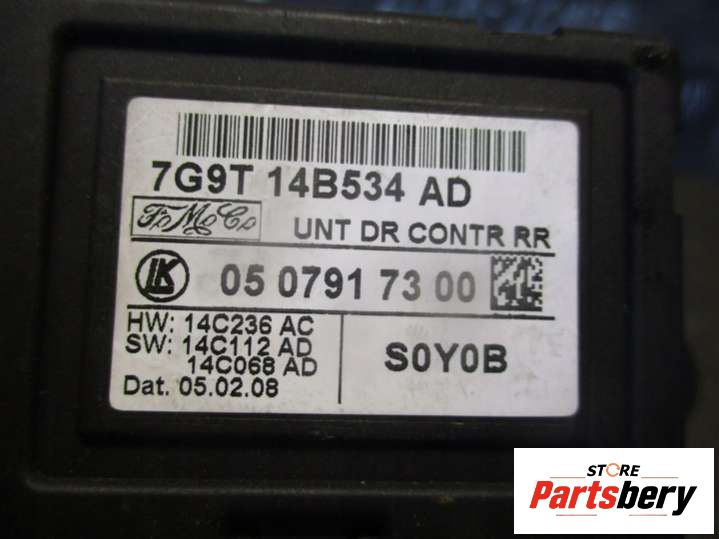 7G9T 14B534 AD
FoMoCo
UNT DR CONTR RR
LK
05 0791 73 00
HW: 14C236 AC
SW: 14C112 AD
14C068 AD
Dat. 05.02.08
S0Y0B
STORE
Partsbery